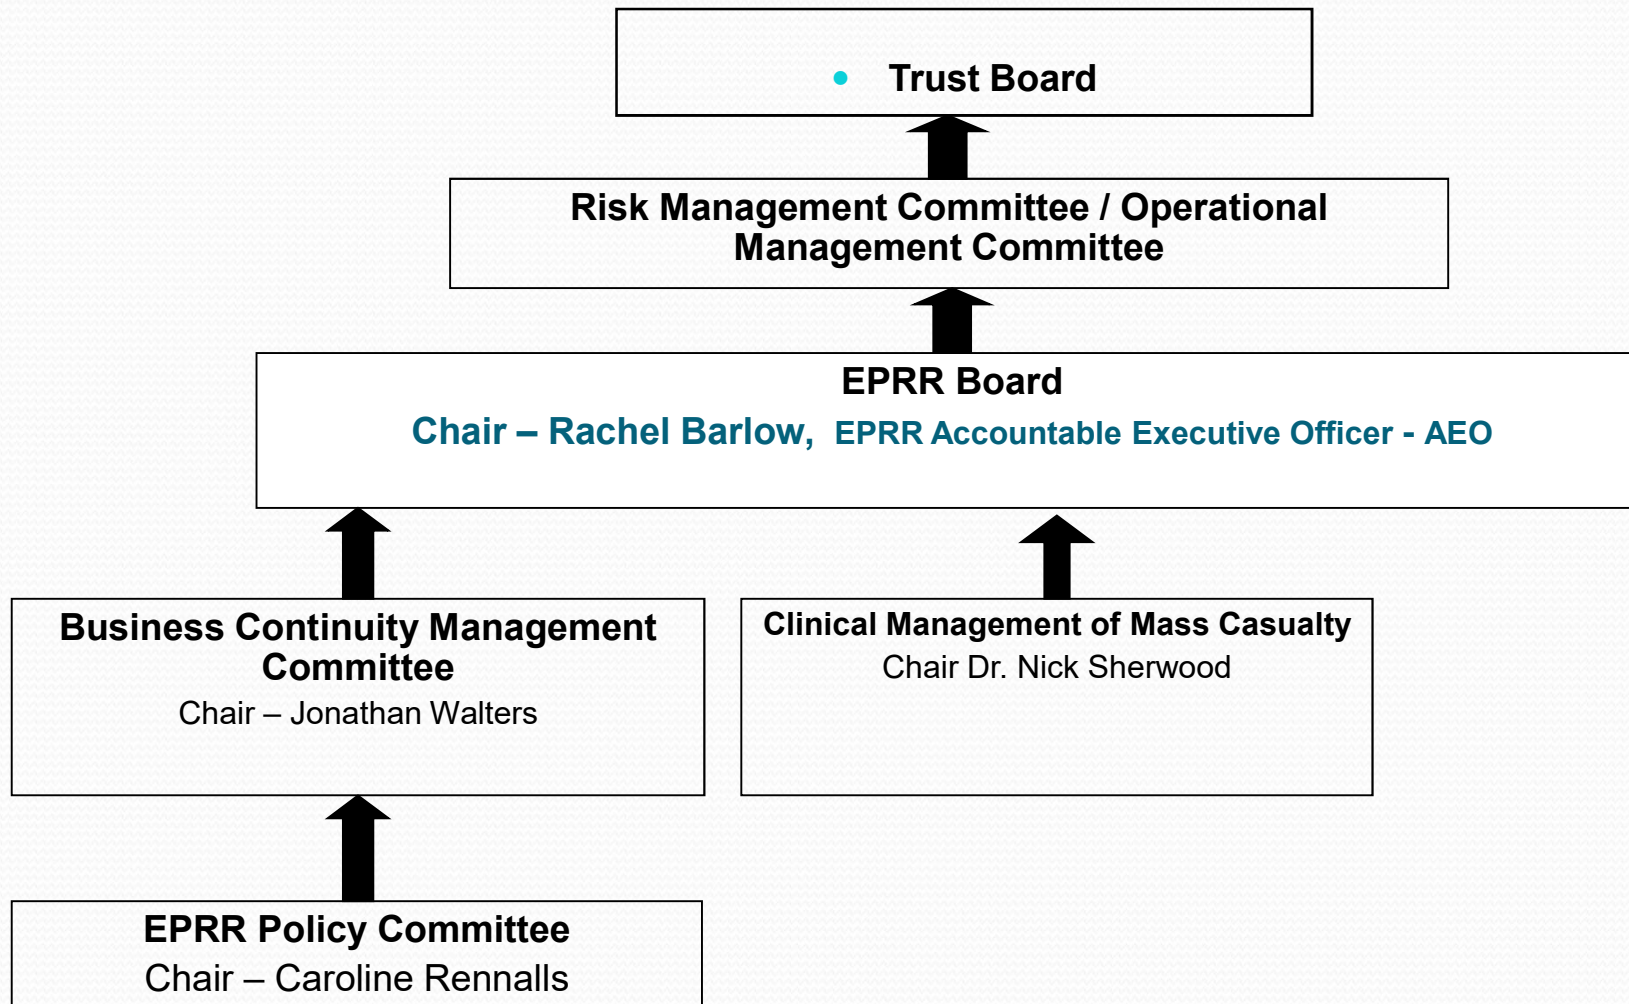 • Trust Board
Risk Management Committee / Operational
Management Committee
EPRR Board
Chair – Rachel Barlow, EPRR Accountable Executive Officer - AEO
Business Continuity Management
Committee
Chair – Jonathan Walters
Clinical Management of Mass Casualty
Chair Dr. Nick Sherwood
EPRR Policy Committee
Chair – Caroline Rennalls